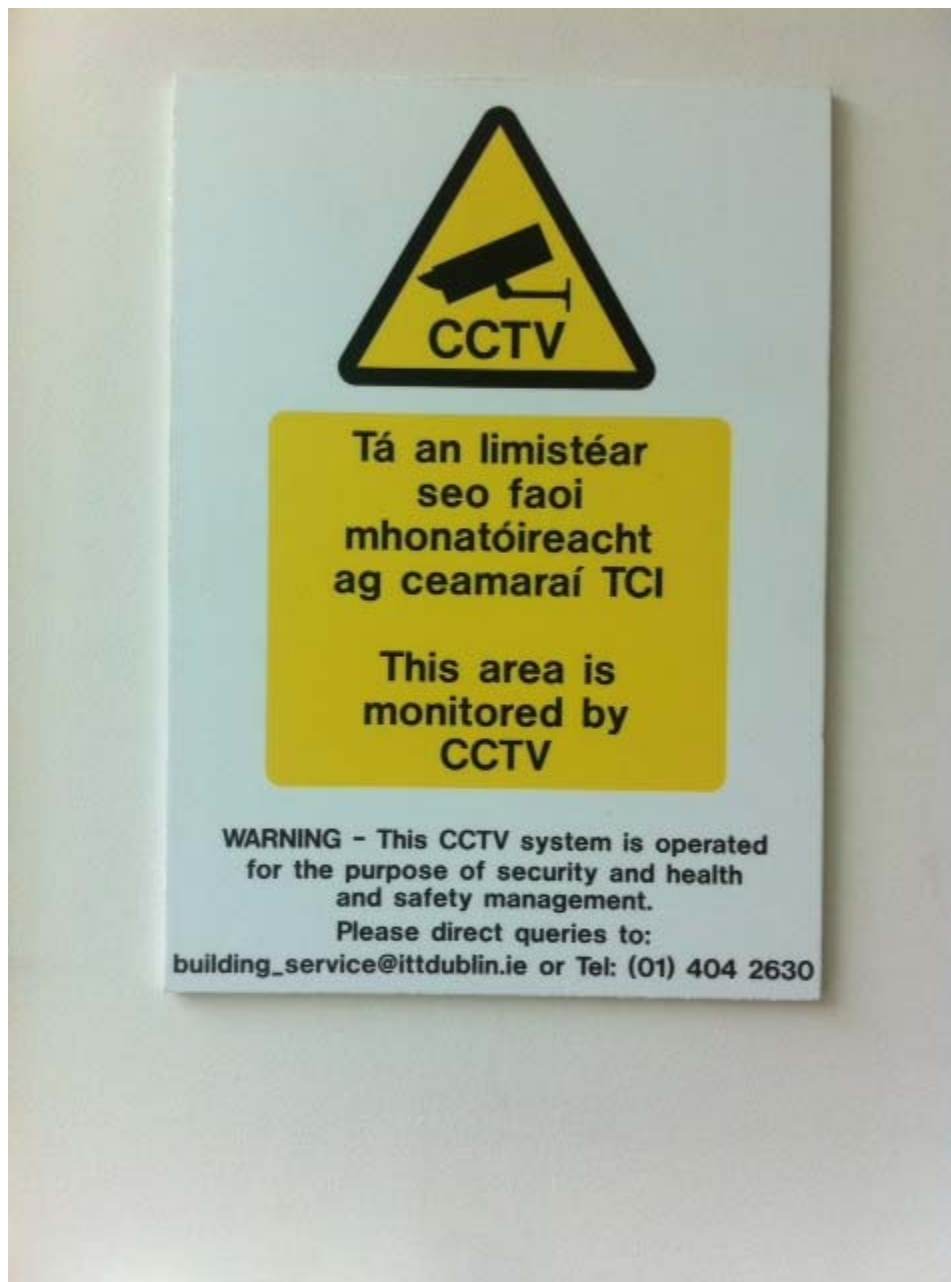 CCTV
Tá an limistéar
seo faoi
mhonatóireacht
ag ceamaraí TCI
This area is
monitored by
CCTV
WARNING - This CCTV system is operated
for the purpose of security and health
and safety management.
Please direct queries to:
building_service@ittdublin.ie or Tel: (01) 404 2630